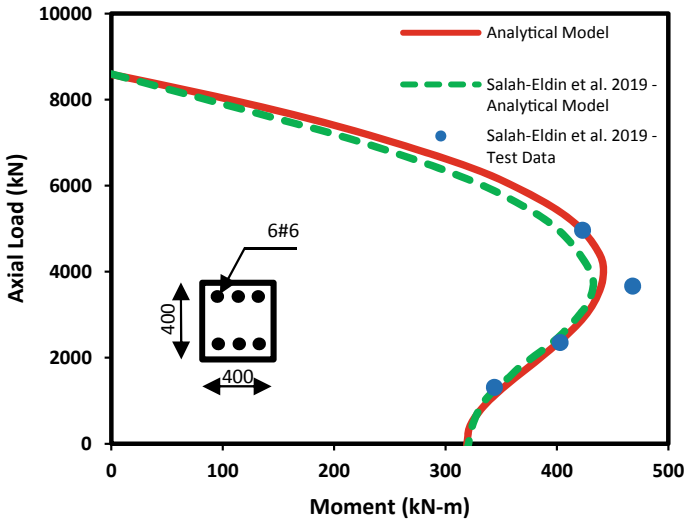 10000
8000
6000
4000
2000
0
Axial Load (kN)
Analytical Model
Salah-Eldin et al. 2019 -
Analytical Model
Salah-Eldin et al. 2019 -
Test Data
6#6
400
400
0
100
200
300
400
500
Moment (kN-m)